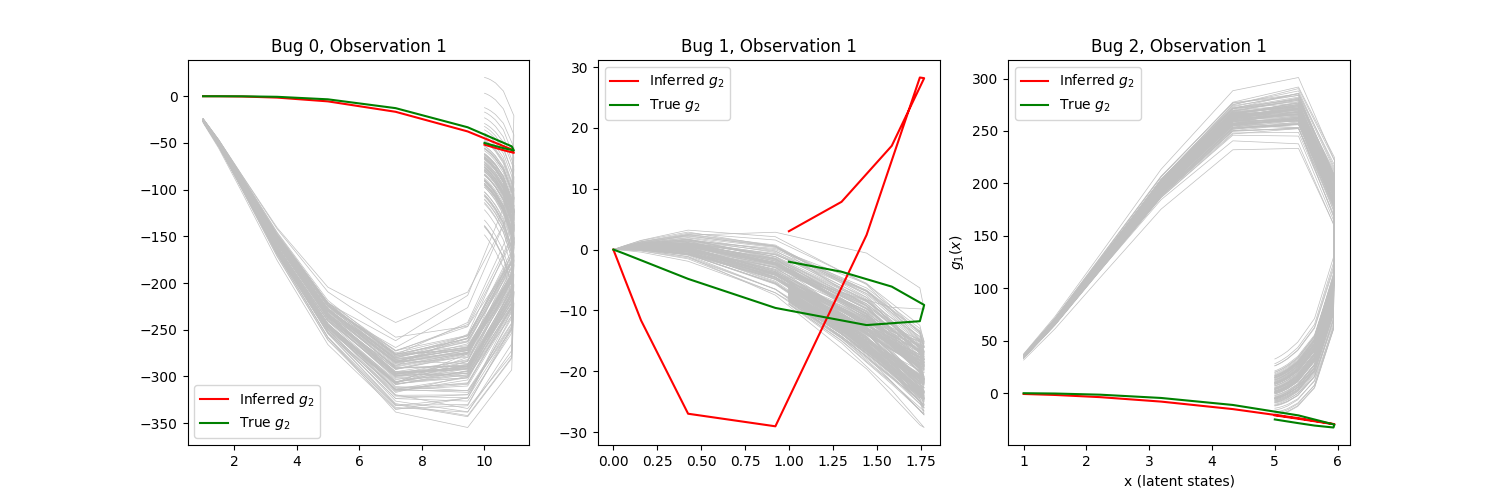 Bug 0, Observation 1
0
−50
−100
−150
−200
−250
−300
−350
Inferred g₂
True g₂
2 4 6 8 10
Bug 1, Observation 1
30
20
10
0
−10
−20
−30
Inferred g₂
True g₂
0.00 0.25 0.50 0.75 1.00 1.25 1.50 1.75
Bug 2, Observation 1
g₁(x)
300
250
200
150
100
50
0
Inferred g₂
True g₂
1 2 3 4 5 6
x (latent states)